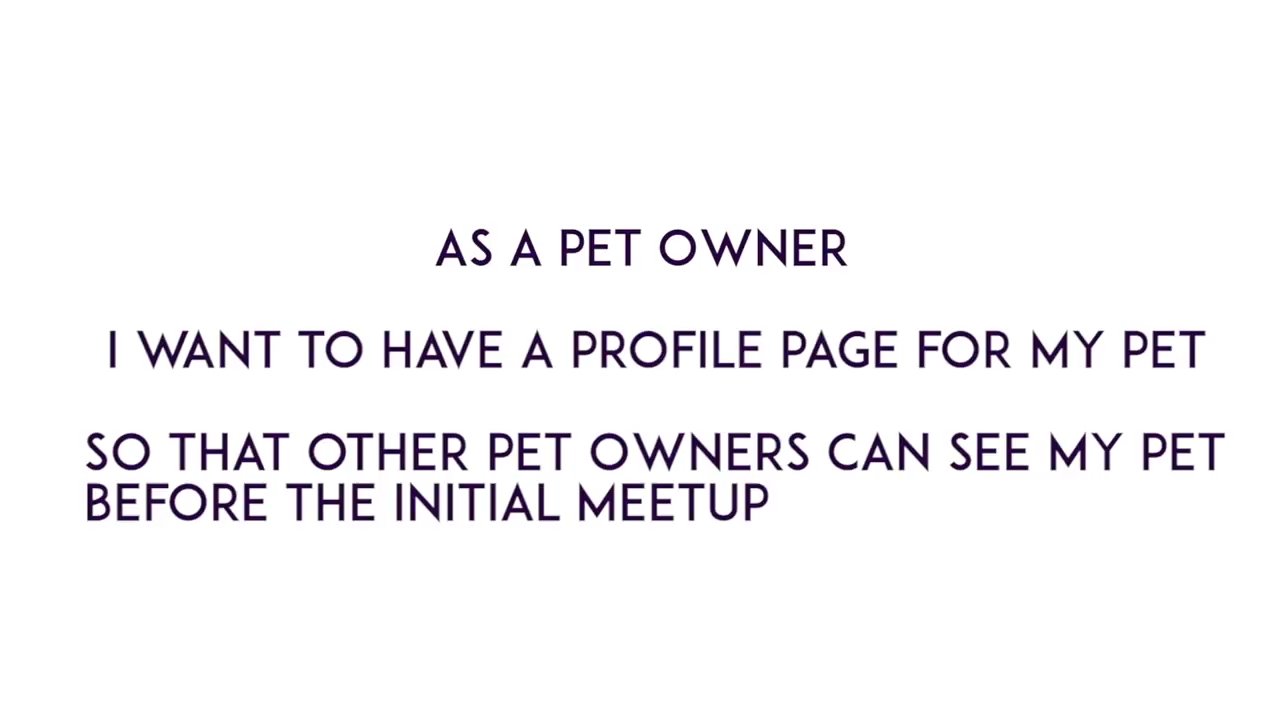 AS A PET OWNER
I WANT TO HAVE A PROFILE PAGE FOR MY PET
SO THAT OTHER PET OWNERS CAN SEE MY PET
BEFORE THE INITIAL MEETUP